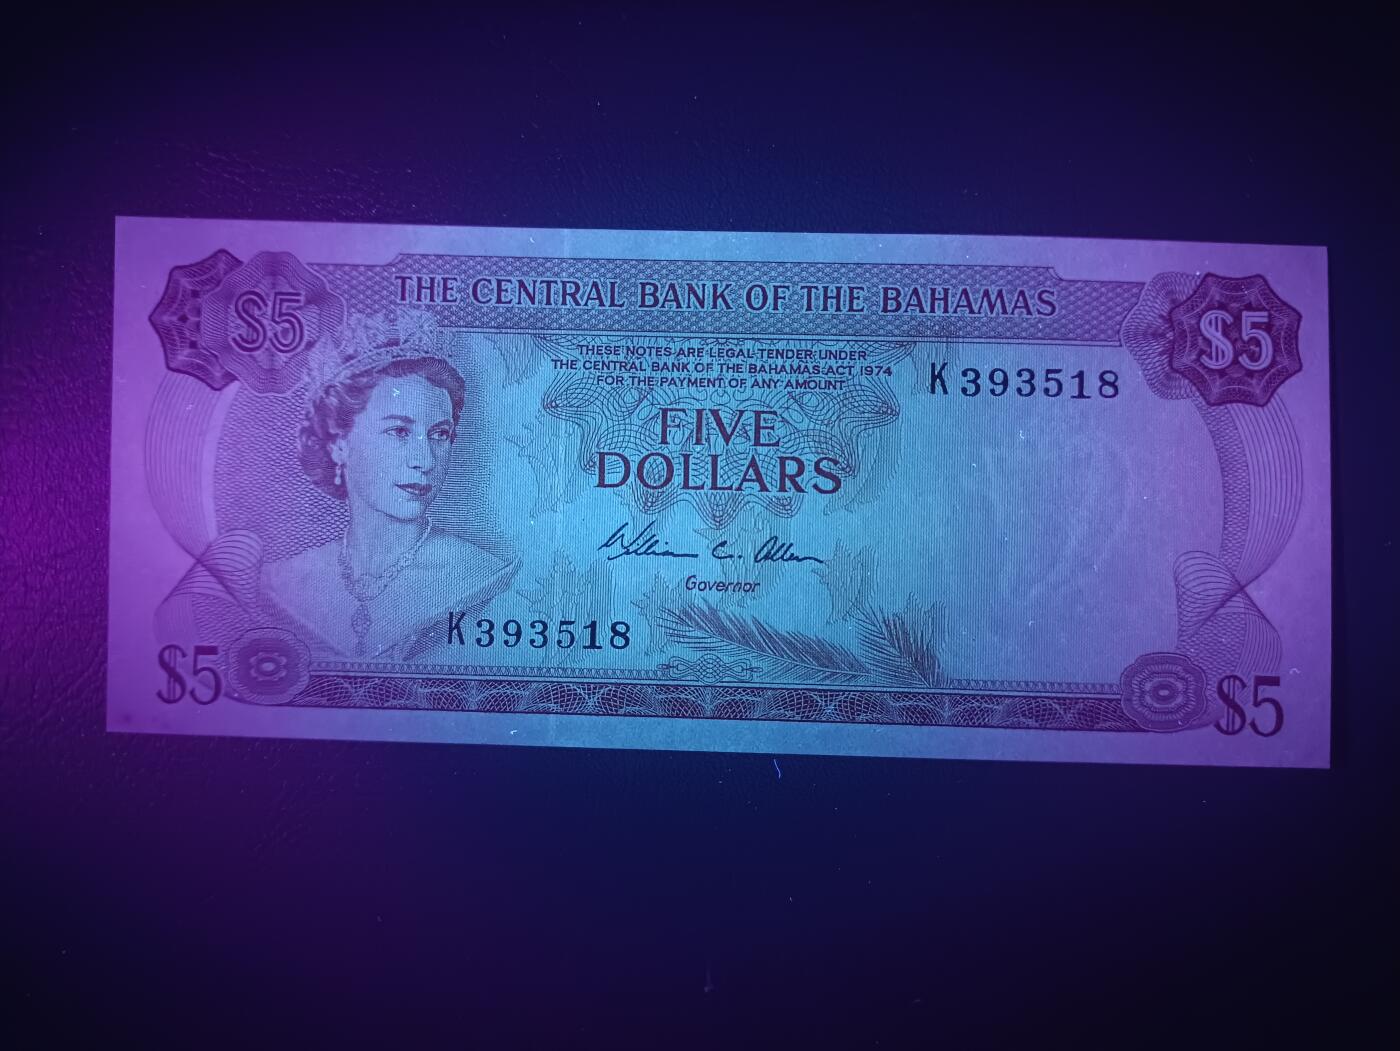 $5
THE CENTRAL BANK OF THE BAHAMAS
$5
THESE NOTES ARE LEGAL TENDER UNDER
THE CENTRAL BANK OF THE BAHAMAS ACT 1974
FOR THE PAYMENT OF ANY AMOUNT
K393518
FIVE
DOLLARS
William C. Allen
Governor
K393518
$5
$5